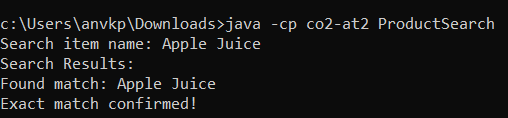 c:\Users\anvkp\Downloads>java -cp co2-at2 ProductSearch
Search item name: Apple Juice
Search Results:
Found match: Apple Juice
Exact match confirmed!